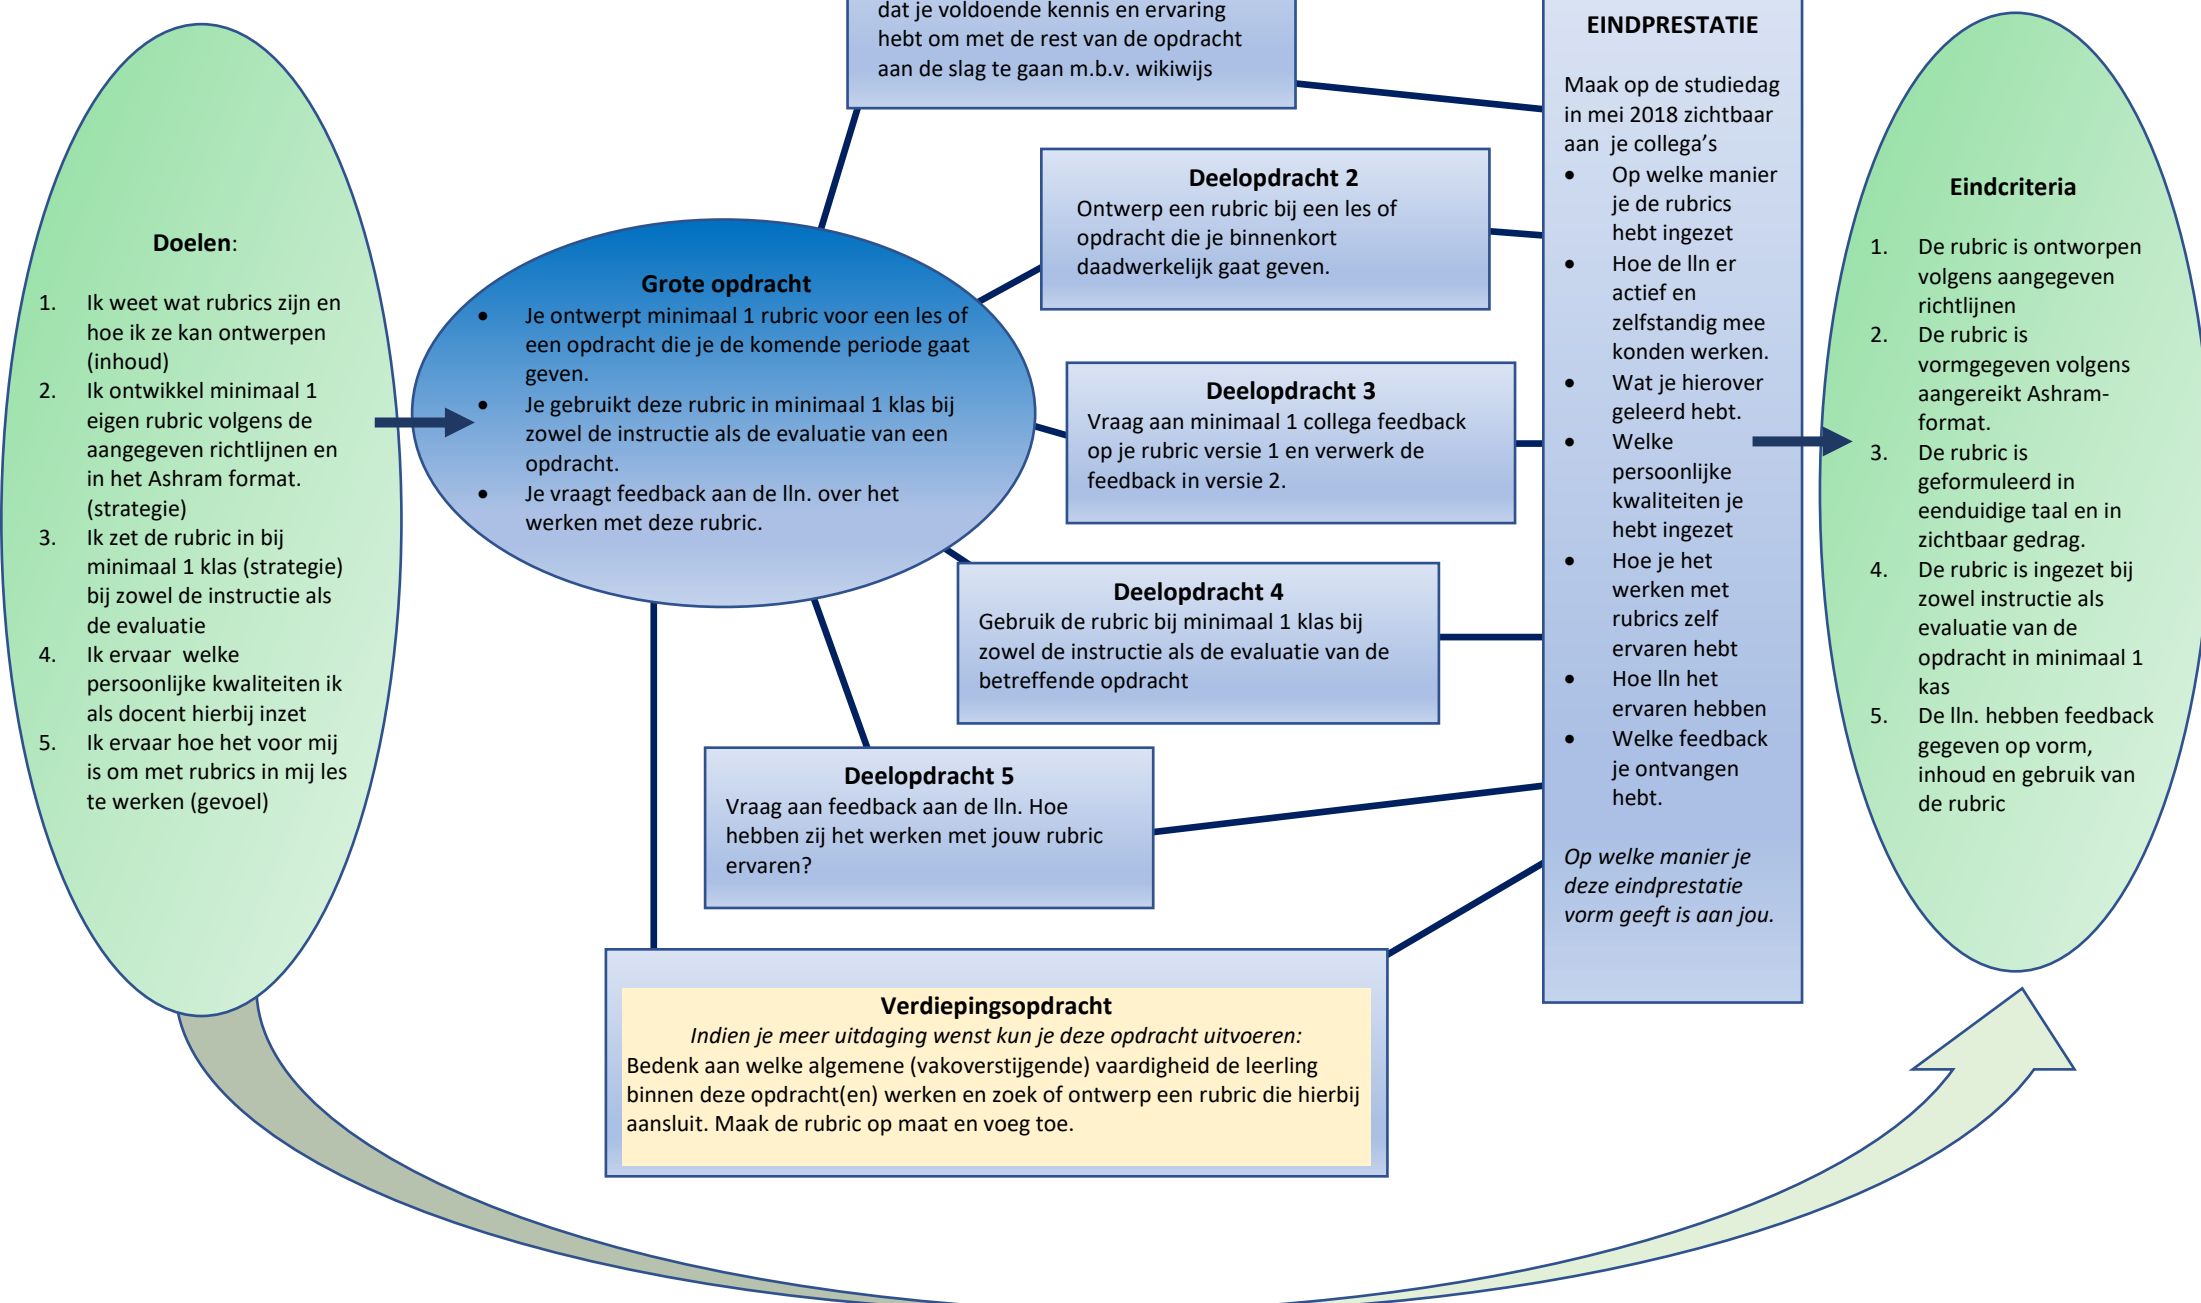 Doelen:
1. Ik weet wat rubrics zijn en
hoe ik ze kan ontwerpen
(inhoud)
2. Ik ontwikkel minimaal 1
eigen rubric volgens de
aangegeven richtlijnen en
in het Ashram format.
(strategie)
3. Ik zet de rubric in bij
minimaal 1 klas (strategie)
bij zowel de instructie als
de evaluatie
4. Ik ervaar welke
persoonlijke kwaliteiten ik
als docent hierbij inzet
5. Ik ervaar hoe het voor mij
is om met rubrics in mij les
te werken (gevoel)
Grote opdracht
• Je ontwerpt minimaal 1 rubric voor een les of
een opdracht die je de komende periode gaat
geven.
• Je gebruikt deze rubric in minimaal 1 klas bij
zowel de instructie als de evaluatie van een
opdracht.
• Je vraagt feedback aan de lln. over het
werken met deze rubric.
dat je voldoende kennis en ervaring
hebt om met de rest van de opdracht
aan de slag te gaan m.b.v. wikiwijs
Deelopdracht 2
Ontwerp een rubric bij een les of
opdracht die je binnenkort
daadwerkelijk gaat geven.
Deelopdracht 3
Vraag aan minimaal 1 collega feedback
op je rubric versie 1 en verwerk de
feedback in versie 2.
Deelopdracht 4
Gebruik de rubric bij minimaal 1 klas bij
zowel de instructie als de evaluatie van de
betreffende opdracht
Deelopdracht 5
Vraag aan feedback aan de lln. Hoe
hebben zij het werken met jouw rubric
ervaren?
Verdiepingsopdracht
Indien je meer uitdaging wenst kun je deze opdracht uitvoeren:
Bedenk aan welke algemene (vakoverstijgende) vaardigheid de leerling
binnen deze opdracht(en) werken en zoek of ontwerp een rubric die hierbij
aansluit. Maak de rubric op maat en voeg toe.
EINDPRESTATIE
Maak op de studiedag
in mei 2018 zichtbaar
aan je collega’s
• Op welke manier
je de rubrics
hebt ingezet
• Hoe de lln er
actief en
zelfstandig mee
konden werken.
• Wat je hierover
geleerd hebt.
• Welke
persoonlijke
kwaliteiten je
hebt ingezet
• Hoe je het
werken met
rubrics zelf
ervaren hebt
• Hoe lln het
ervaren hebben
• Welke feedback
je ontvangen
hebt.
Op welke manier je
deze eindprestatie
vorm geeft is aan jou.
Eindcriteria
1. De rubric is ontworpen
volgens aangegeven
richtlijnen
2. De rubric is
vormgegeven volgens
aangereikt Ashram-
format.
3. De rubric is
geformuleerd in
eenduidige taal en in
zichtbaar gedrag.
4. De rubric is ingezet bij
zowel instructie als
evaluatie van de
opdracht in minimaal 1
kas
5. De lln. hebben feedback
gegeven op vorm,
inhoud en gebruik van
de rubric